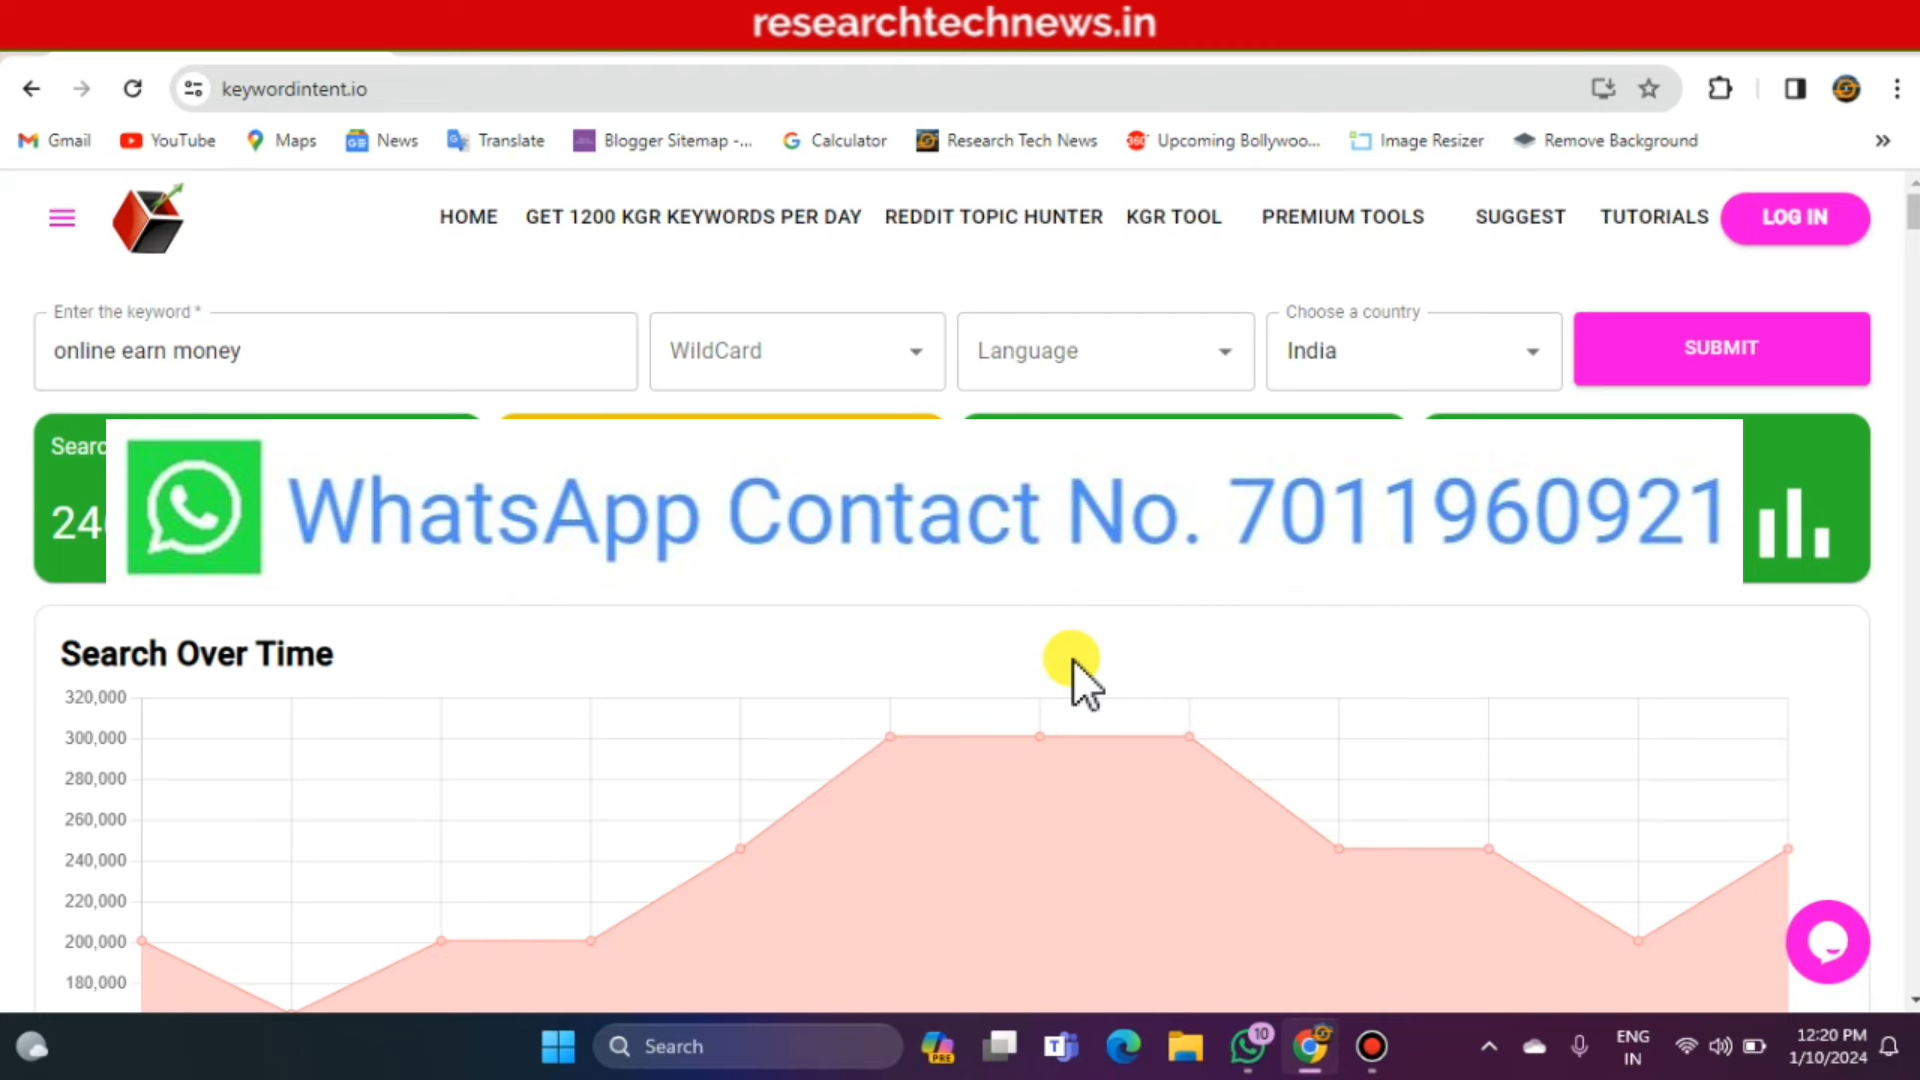 researchtechnews.in
keywordintent.io
Gmail YouTube Maps News Translate Blogger Sitemap -... Calculator Research Tech News Upcoming Bollywoo... Image Resizer Remove Background »
HOME GET 1200 KGR KEYWORDS PER DAY REDDIT TOPIC HUNTER KGR TOOL PREMIUM TOOLS SUGGEST TUTORIALS LOG IN
Enter the keyword * Choose a country
online earn money WildCard Language India SUBMIT
WhatsApp Contact No. 7011960921
Search Over Time
320,000
300,000
280,000
260,000
240,000
220,000
200,000
180,000
Search PRE T 10 ENG 12:20 PM
IN 1/10/2024